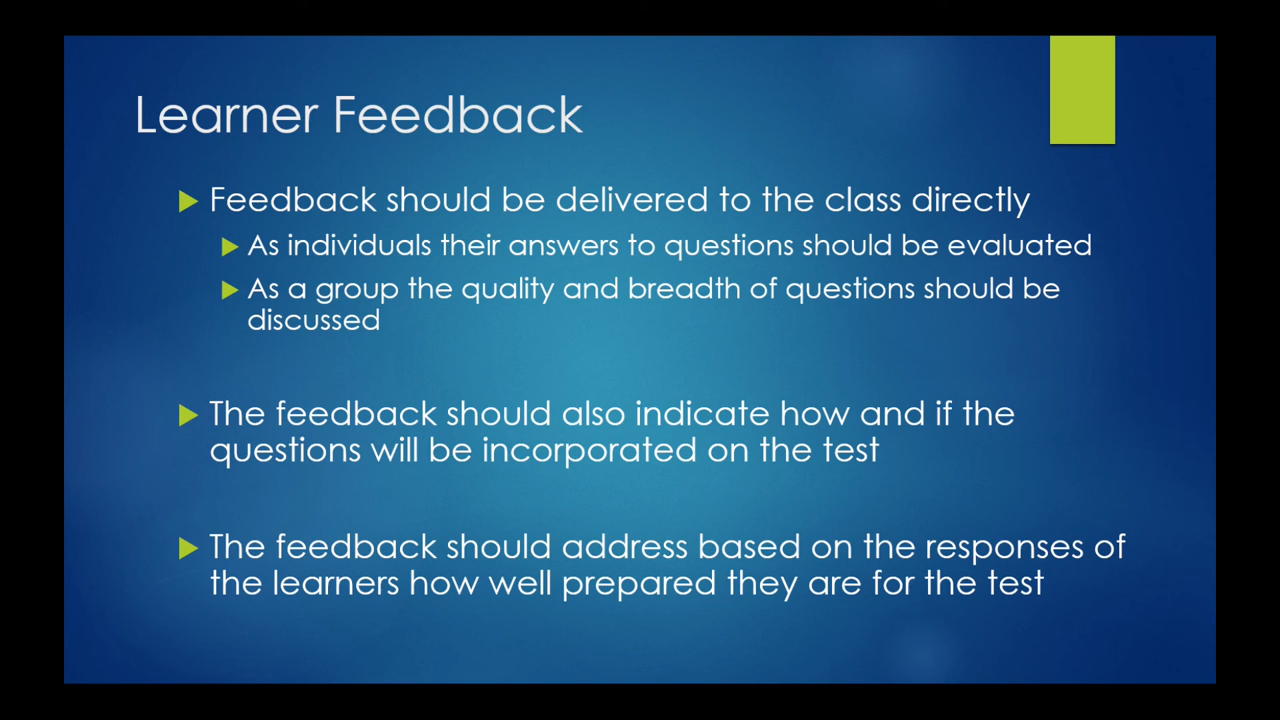 Learner Feedback
Feedback should be delivered to the class directly
As individuals their answers to questions should be evaluated
As a group the quality and breadth of questions should be
discussed
The feedback should also indicate how and if the
questions will be incorporated on the test
The feedback should address based on the responses of
the learners how well prepared they are for the test